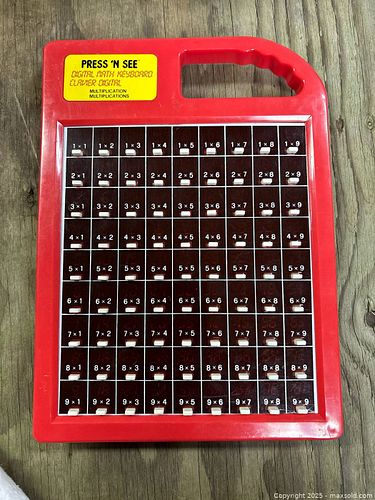 PRESS 'N SEE
DIGITAL MATH KEYBOARD
CLAVIER DIGITAL
MULTIPLICATION
MULTIPLICATIONS
1×1 1×2 1×3 1×4 1×5 1×6 1×7 1×8 1×9
2×1 2×2 2×3 2×4 2×5 2×6 2×7 2×8 2×9
3×1 3×2 3×3 3×4 3×5 3×6 3×7 3×8 3×9
4×1 4×2 4×3 4×4 4×5 4×6 4×7 4×8 4×9
5×1 5×2 5×3 5×4 5×5 5×6 5×7 5×8 5×9
6×1 6×2 6×3 6×4 6×5 6×6 6×7 6×8 6×9
7×1 7×2 7×3 7×4 7×5 7×6 7×7 7×8 7×9
8×1 8×2 8×3 8×4 8×5 8×6 8×7 8×8 8×9
9×1 9×2 9×3 9×4 9×5 9×6 9×7 9×8 9×9
Copyright 2025 - maxsold.com